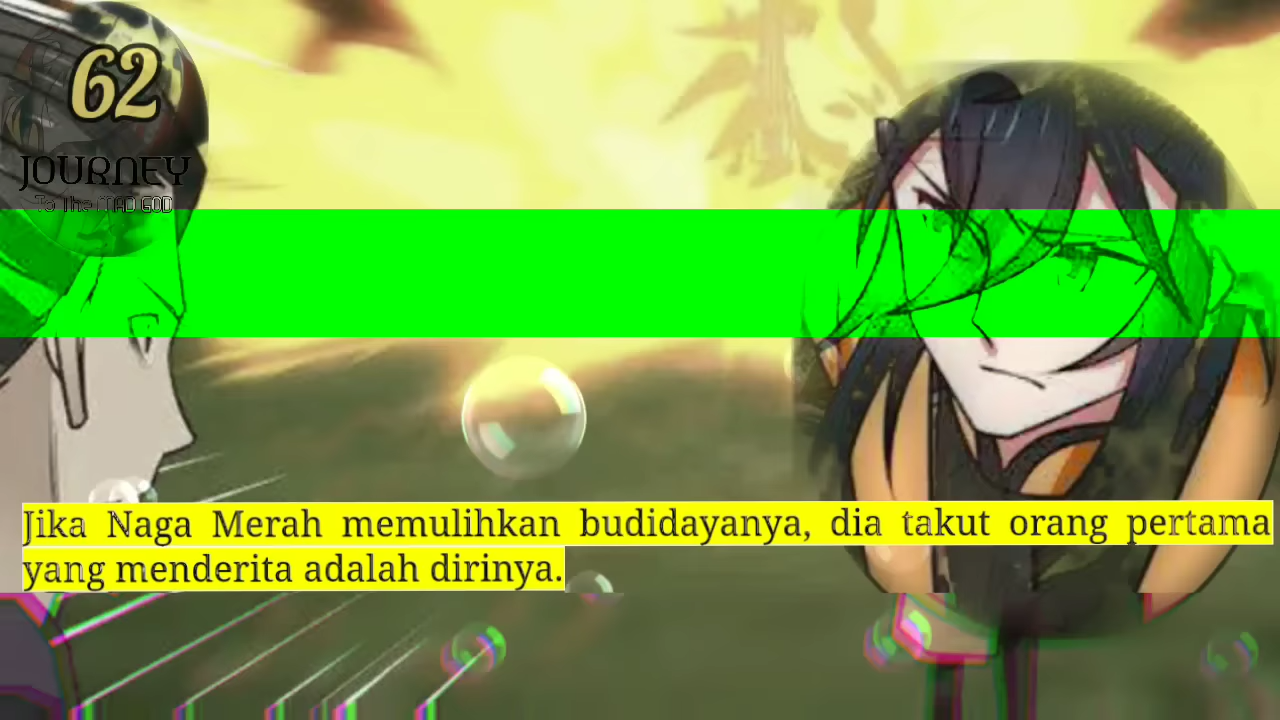 62
JOURNEY
To The MAD GOD
Jika Naga Merah memulihkan budidayanya, dia takut orang pertama
yang menderita adalah dirinya.